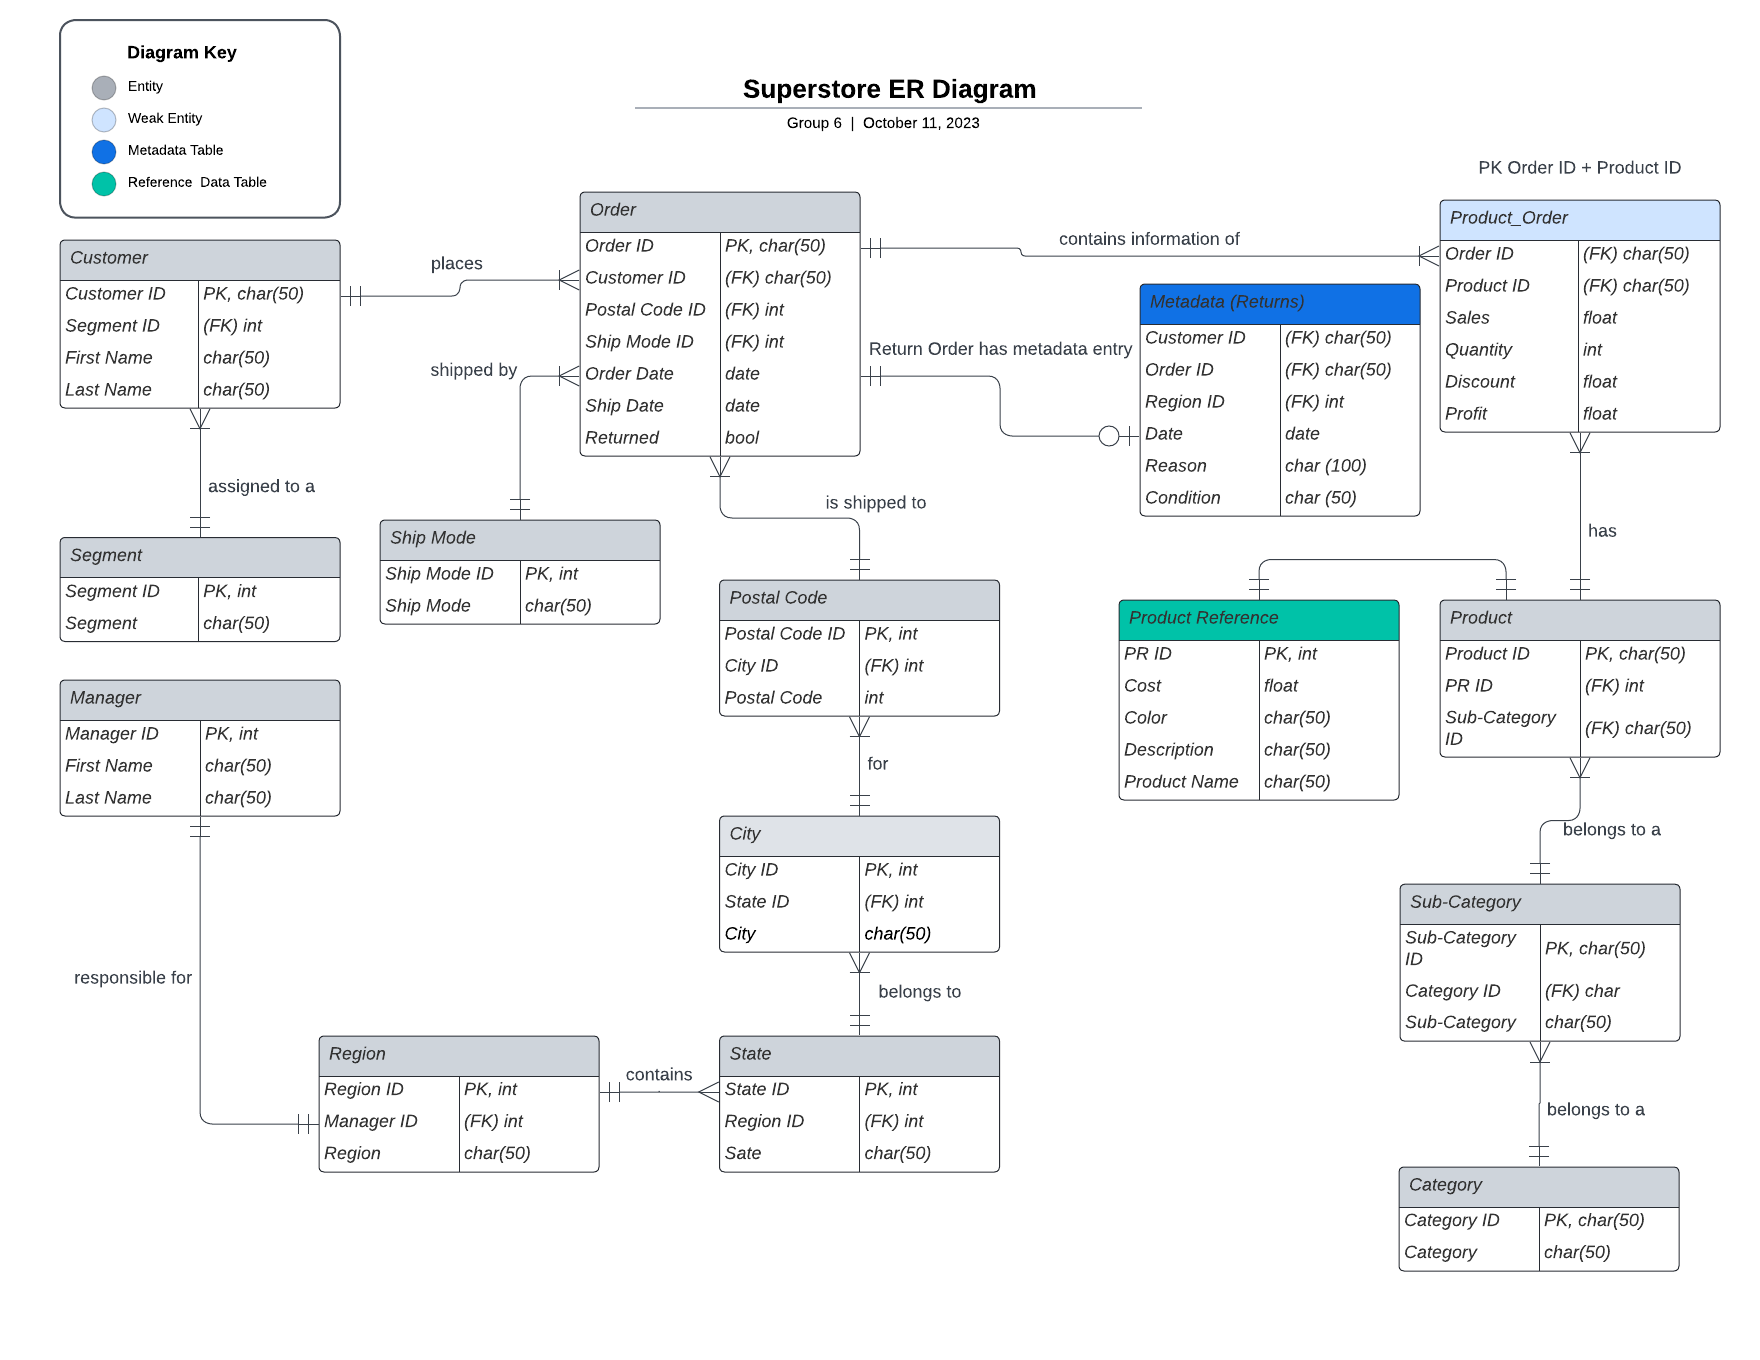 Diagram Key
Entity
Weak Entity
Metadata Table
Reference Data Table
Superstore ER Diagram
Group 6 | October 11, 2023
Customer
Customer ID PK, char(50)
Segment ID (FK) int
First Name char(50)
Last Name char(50)
places
Order
Order ID PK, char(50)
Customer ID (FK) char(50)
Postal Code ID (FK) int
Ship Mode ID (FK) int
Order Date date
Ship Date date
Returned bool
contains information of
PK Order ID + Product ID
Product_Order
Order ID (FK) char(50)
Product ID (FK) char(50)
Sales float
Quantity int
Discount float
Profit float
Return Order has metadata entry
Metadata (Returns)
Customer ID (FK) char(50)
Order ID (FK) char(50)
Region ID (FK) int
Date date
Reason char (100)
Condition char (50)
shipped by
assigned to a
is shipped to
has
Segment
Segment ID PK, int
Segment char(50)
Ship Mode
Ship Mode ID PK, int
Ship Mode char(50)
Postal Code
Postal Code ID PK, int
City ID (FK) int
Postal Code int
Product Reference
PR ID PK, int
Cost float
Color char(50)
Description char(50)
Product Name char(50)
Product
Product ID PK, char(50)
PR ID (FK) int
Sub-Category
ID (FK) char(50)
Manager
Manager ID PK, int
First Name char(50)
Last Name char(50)
for
belongs to a
City
City ID PK, int
State ID (FK) int
City char(50)
Sub-Category
Sub-Category
ID PK, char(50)
Category ID (FK) char
Sub-Category char(50)
responsible for
belongs to
Region
Region ID PK, int
Manager ID (FK) int
Region char(50)
contains
State
State ID PK, int
Region ID (FK) int
Sate char(50)
belongs to a
Category
Category ID PK, char(50)
Category char(50)